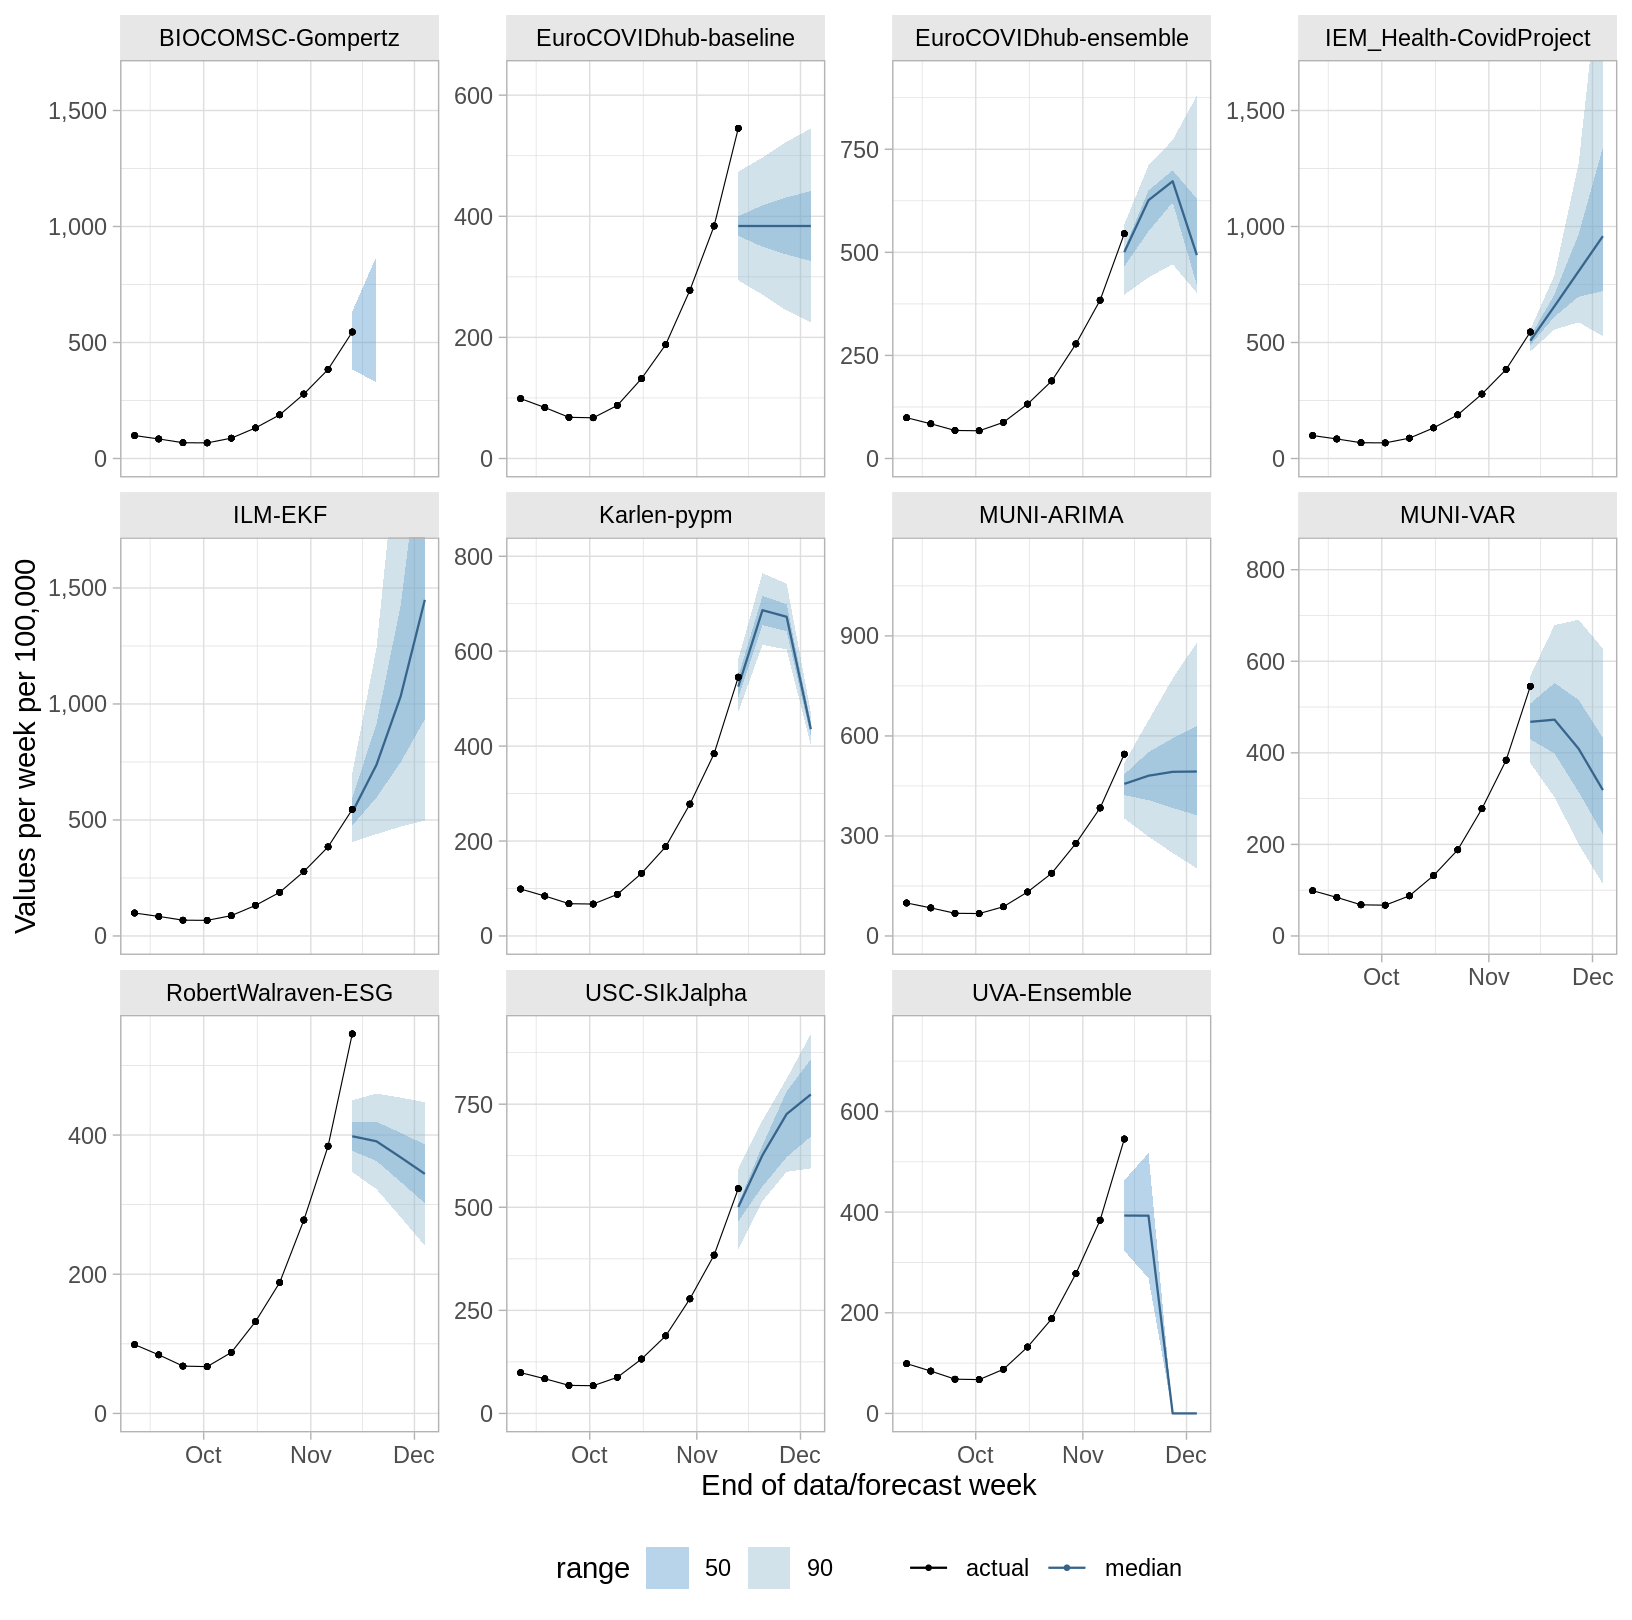 BIOCOMSC-Gompertz EuroCOVIDhub-baseline EuroCOVIDhub-ensemble IEM_Health-CovidProject
1,500 1,000 500 0
600 400 200 0
750 500 250 0
1,500 1,000 500 0
ILM-EKF Karlen-pypm MUNI-ARIMA MUNI-VAR
1,500 1,000 500 0
800 600 400 200 0
900 600 300 0
800 600 400 200 0
Oct Nov Dec
Values per week per 100,000
RobertWalraven-ESG USC-SIkJalpha UVA-Ensemble
400 200 0
750 500 250 0
600 400 200 0
Oct Nov Dec Oct Nov Dec Oct Nov Dec
End of data/forecast week
range 50 90 actual median